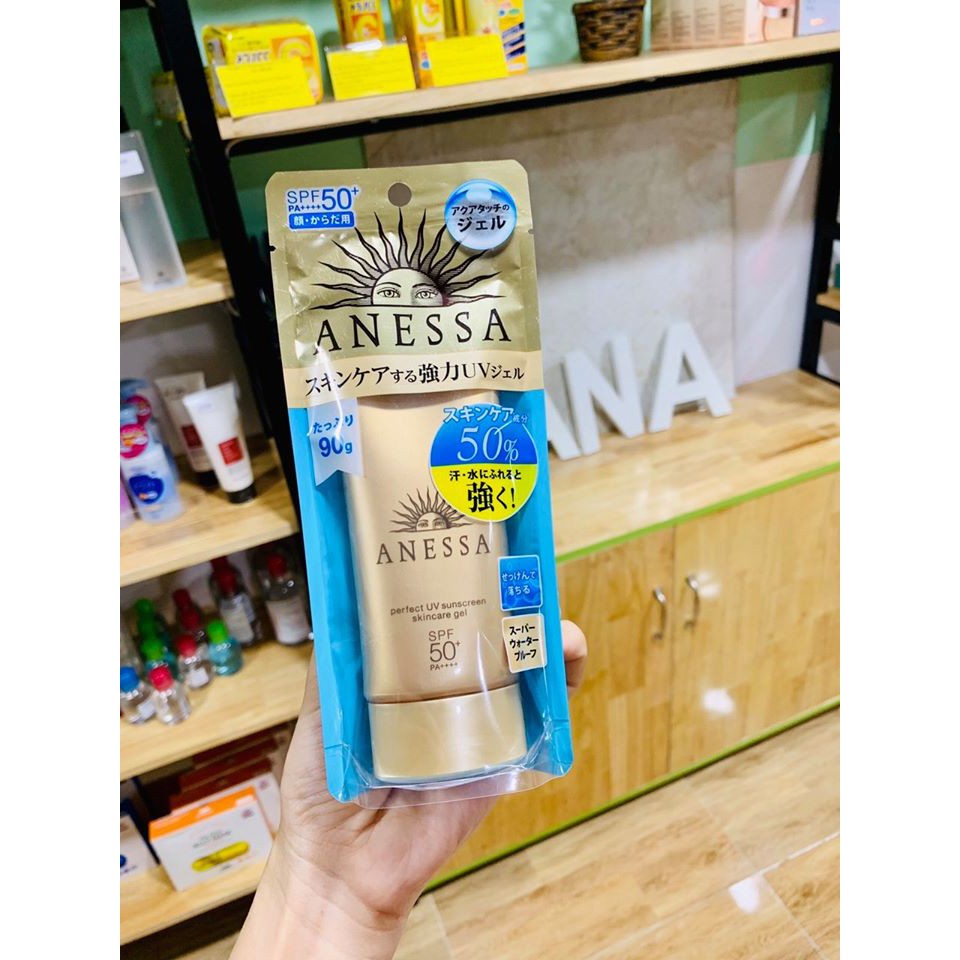 SPF50+
PA++++
顔・からだ用
アクアタッチの
ジェル
ANESSA
スキンケアする強力UVジェル
たっぷり
90g
スキンケア成分
50%
汗・水にふれると
強く!
ANESSA
perfect UV sunscreen
skincare gel
SPF
50+
PA++++
せっけんで
落ちる
スーパー
ウォーター
プルーフ
ANA